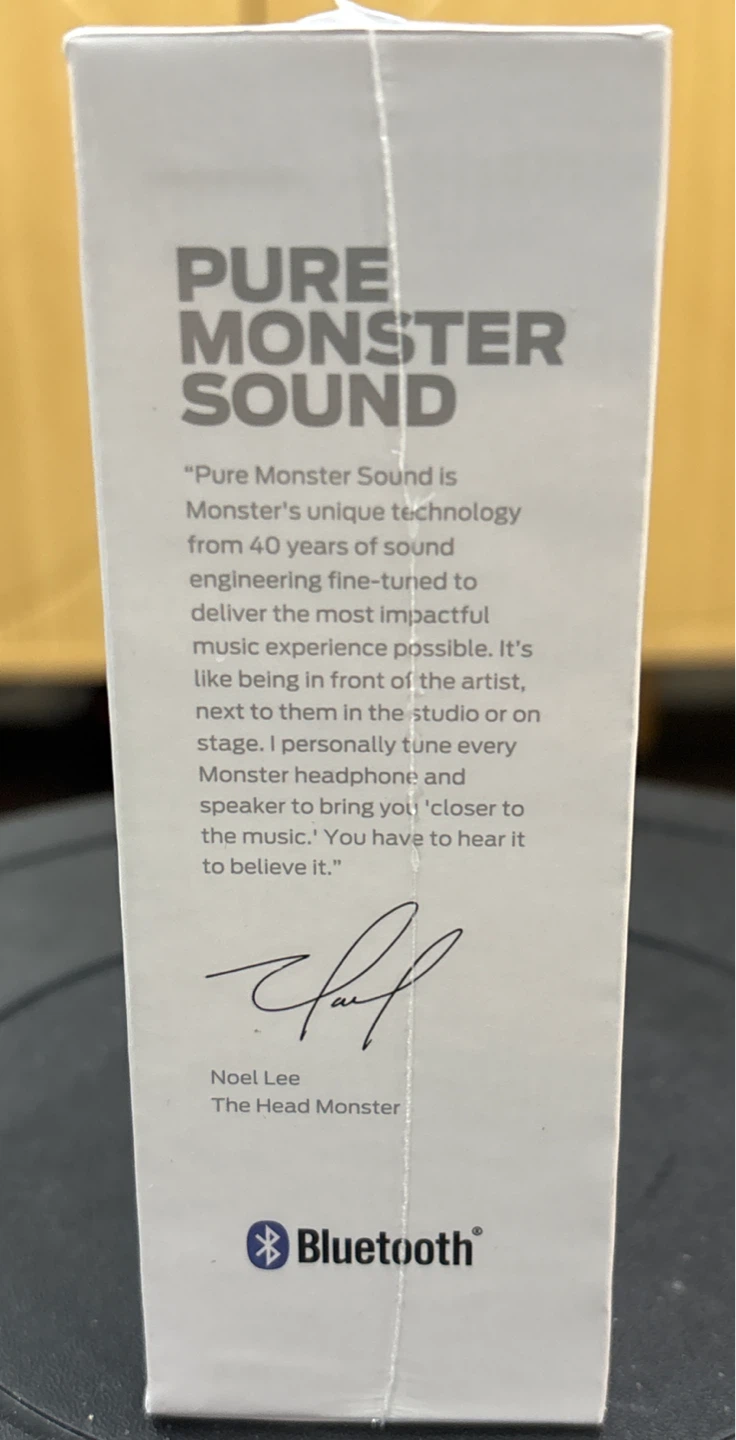 PURE
MONSTER
SOUND
“Pure Monster Sound is
Monster's unique technology
from 40 years of sound
engineering fine-tuned to
deliver the most impactful
music experience possible. It's
like being in front of the artist,
next to them in the studio or on
stage. I personally tune every
Monster headphone and
speaker to bring you 'closer to
the music.' You have to hear it
to believe it.”
Noel
Noel Lee
The Head Monster
Bluetooth®